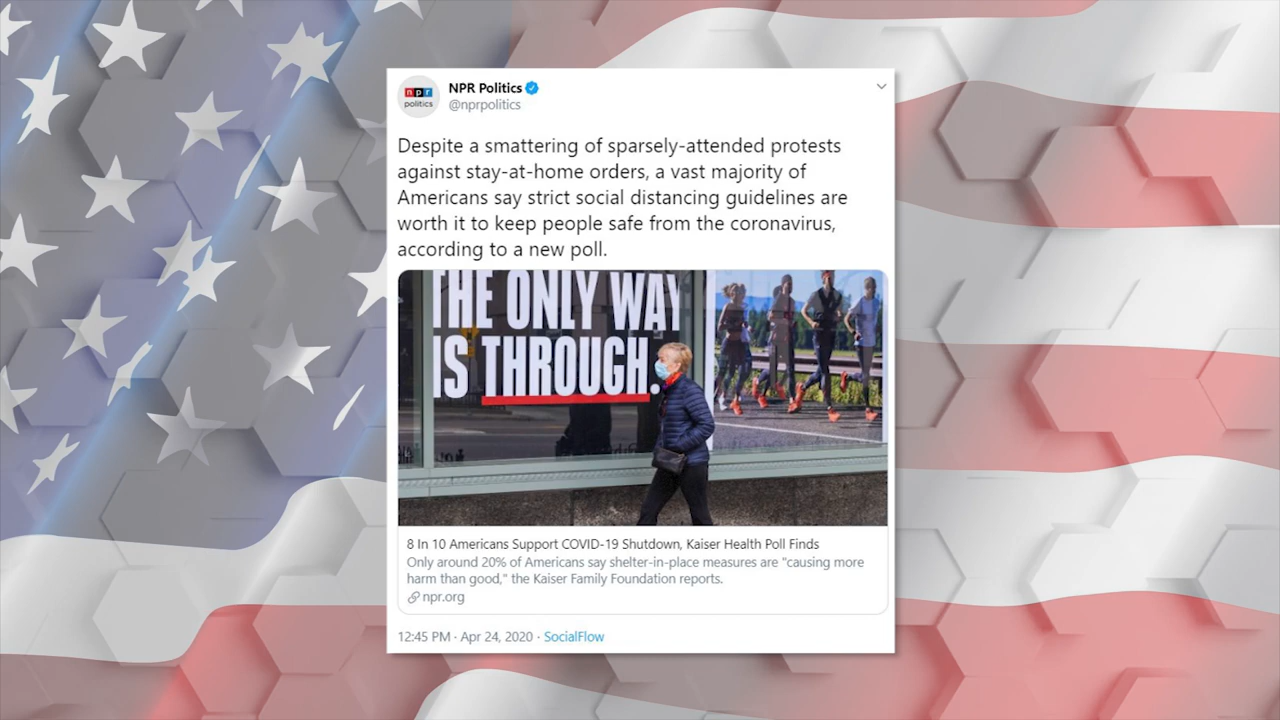 npr
politics
NPR Politics
@nprpolitics
Despite a smattering of sparsely-attended protests
against stay-at-home orders, a vast majority of
Americans say strict social distancing guidelines are
worth it to keep people safe from the coronavirus,
according to a new poll.
THE ONLY WAY
IS THROUGH.
8 In 10 Americans Support COVID-19 Shutdown, Kaiser Health Poll Finds
Only around 20% of Americans say shelter-in-place measures are "causing more
harm than good," the Kaiser Family Foundation reports.
npr.org
12:45 PM · Apr 24, 2020 · SocialFlow